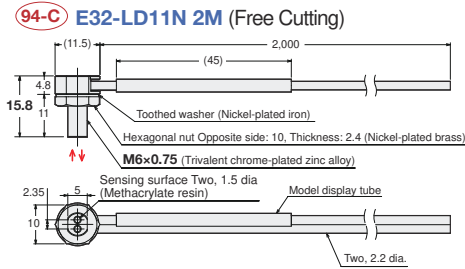 94-C E32-LD11N 2M (Free Cutting)
(11.5)
2,000
(45)
4.8
15.8
11
Toothed washer (Nickel-plated iron)
Hexagonal nut Opposite side: 10, Thickness: 2.4 (Nickel-plated brass)
M6×0.75 (Trivalent chrome-plated zinc alloy)
Sensing surface Two, 1.5 dia
(Methacrylate resin)
Model display tube
2.35
5
10
Two, 2.2 dia.